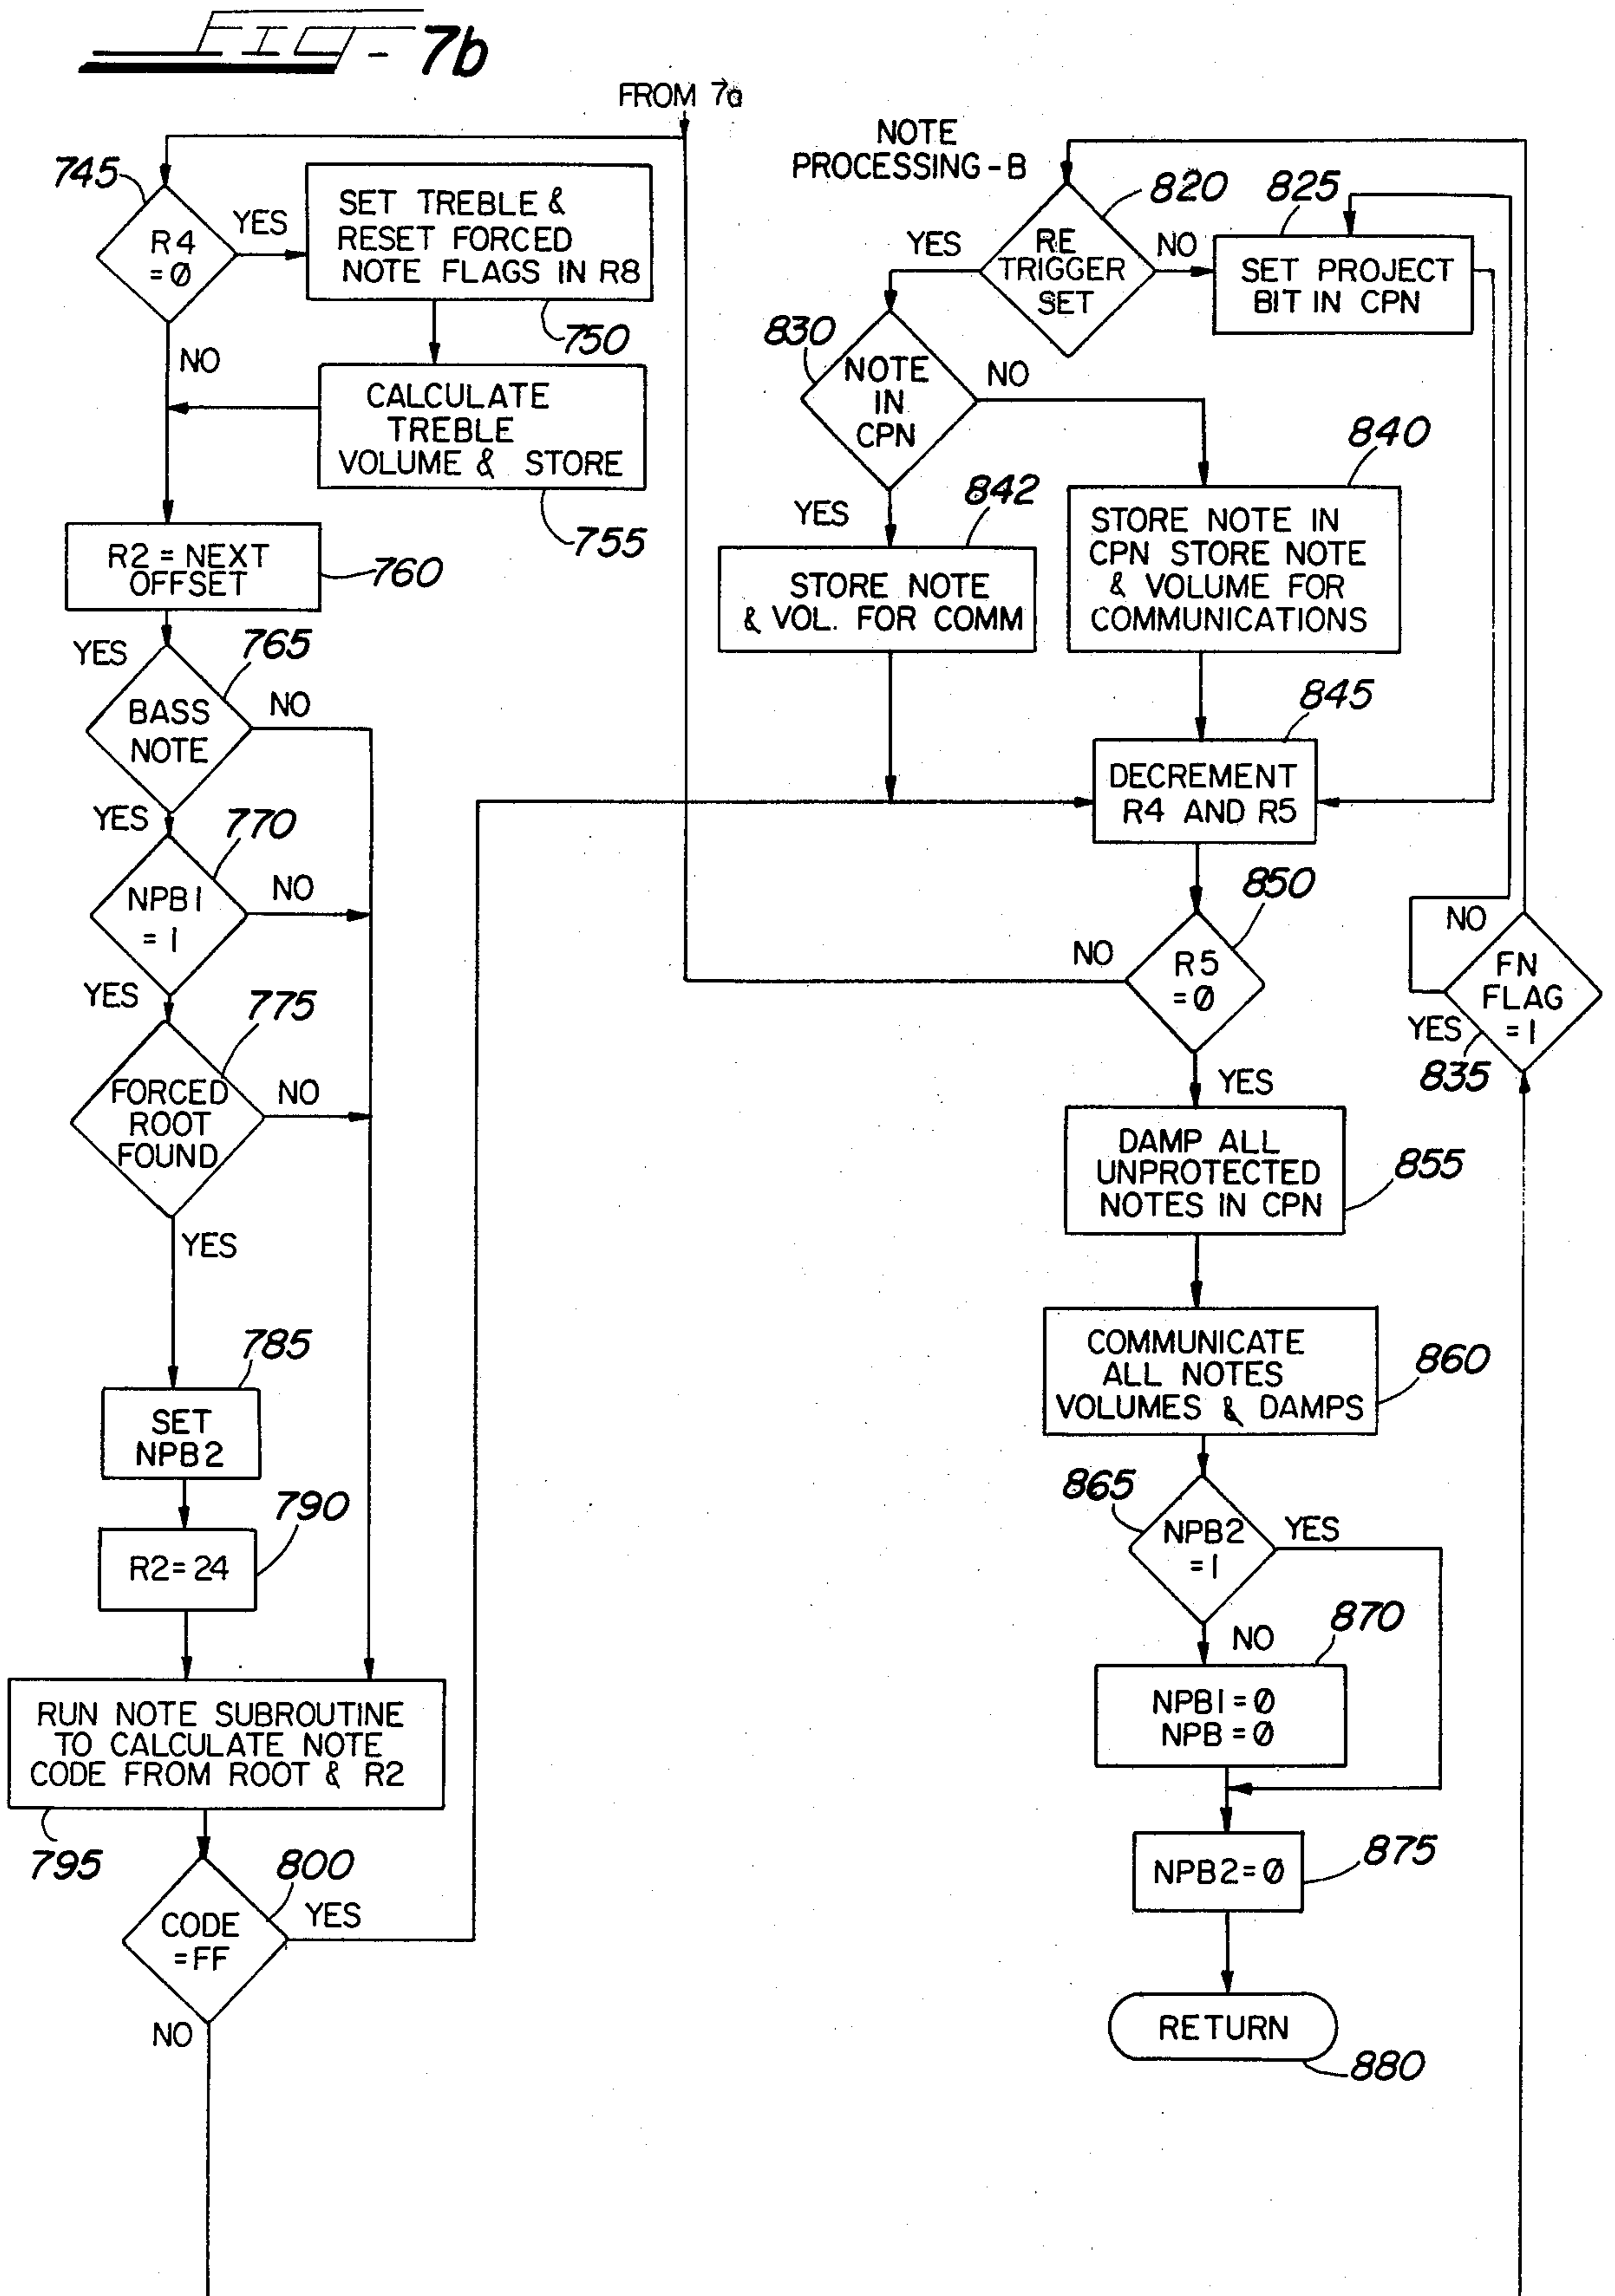 FIG-7b
FROM 7a
NOTE
PROCESSING-B
745
R4
=Ø
YES
NO
SET TREBLE &
RESET FORCED
NOTE FLAGS IN R8
750
CALCULATE
TREBLE
VOLUME & STORE
755
R2=NEXT
OFFSET
760
YES
765
BASS
NOTE
NO
YES
770
NPB1
=1
NO
YES
775
FORCED
ROOT
FOUND
NO
YES
785
SET
NPB2
790
R2=24
RUN NOTE SUBROUTINE
TO CALCULATE NOTE
CODE FROM ROOT & R2
795
800
CODE
=FF
YES
NO
820
RE
TRIGGER
SET
YES
NO
825
SET PROJECT
BIT IN CPN
830
NOTE
IN
CPN
NO
YES
842
STORE NOTE
& VOL. FOR COMM
840
STORE NOTE IN
CPN STORE NOTE
& VOLUME FOR
COMMUNICATIONS
845
DECREMENT
R4 AND R5
850
R5
=Ø
NO
YES
NO
FN
FLAG
=1
YES
835
DAMP ALL
UNPROTECTED
NOTES IN CPN
855
COMMUNICATE
ALL NOTES
VOLUMES & DAMPS
860
865
NPB2
=1
YES
NO
870
NPB1=Ø
NPB=Ø
NPB2=Ø
875
RETURN
880